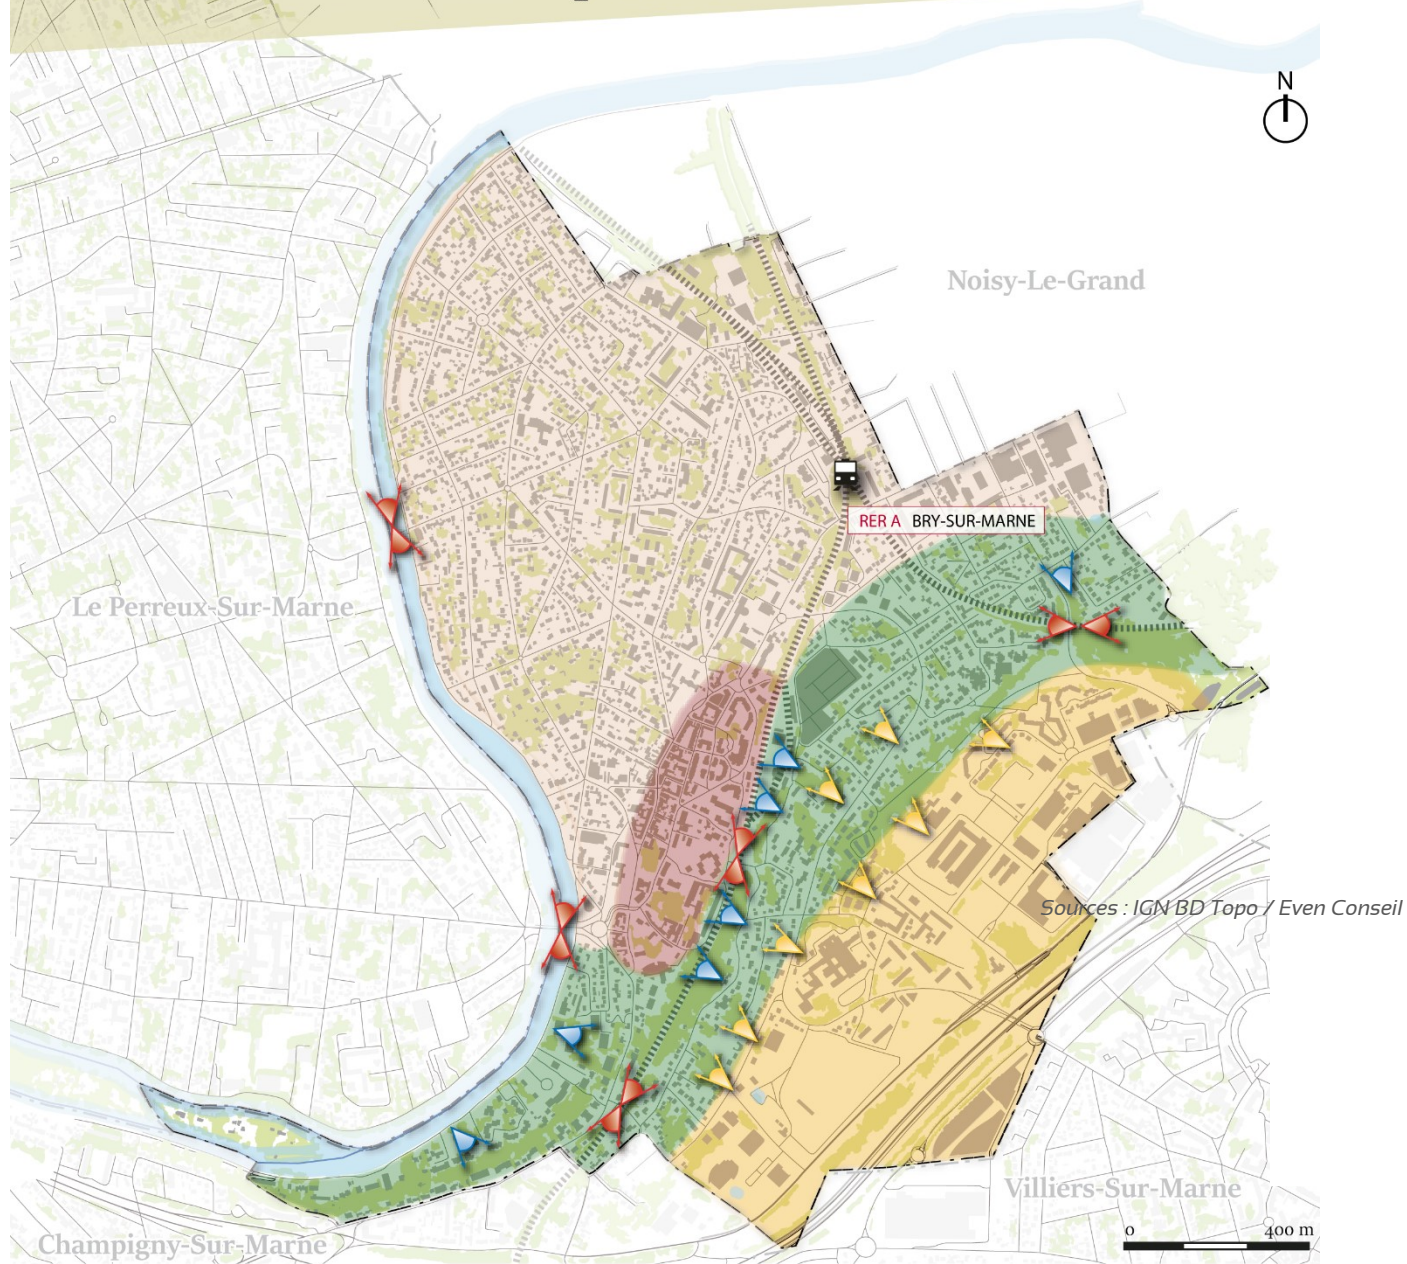 N
Noisy-Le-Grand
RER A BRY-SUR-MARNE
Le Perreux-Sur-Marne
Sources : IGN BD Topo / Even Conseil
Villiers-Sur-Marne
Champigny-Sur-Marne
0 400 m